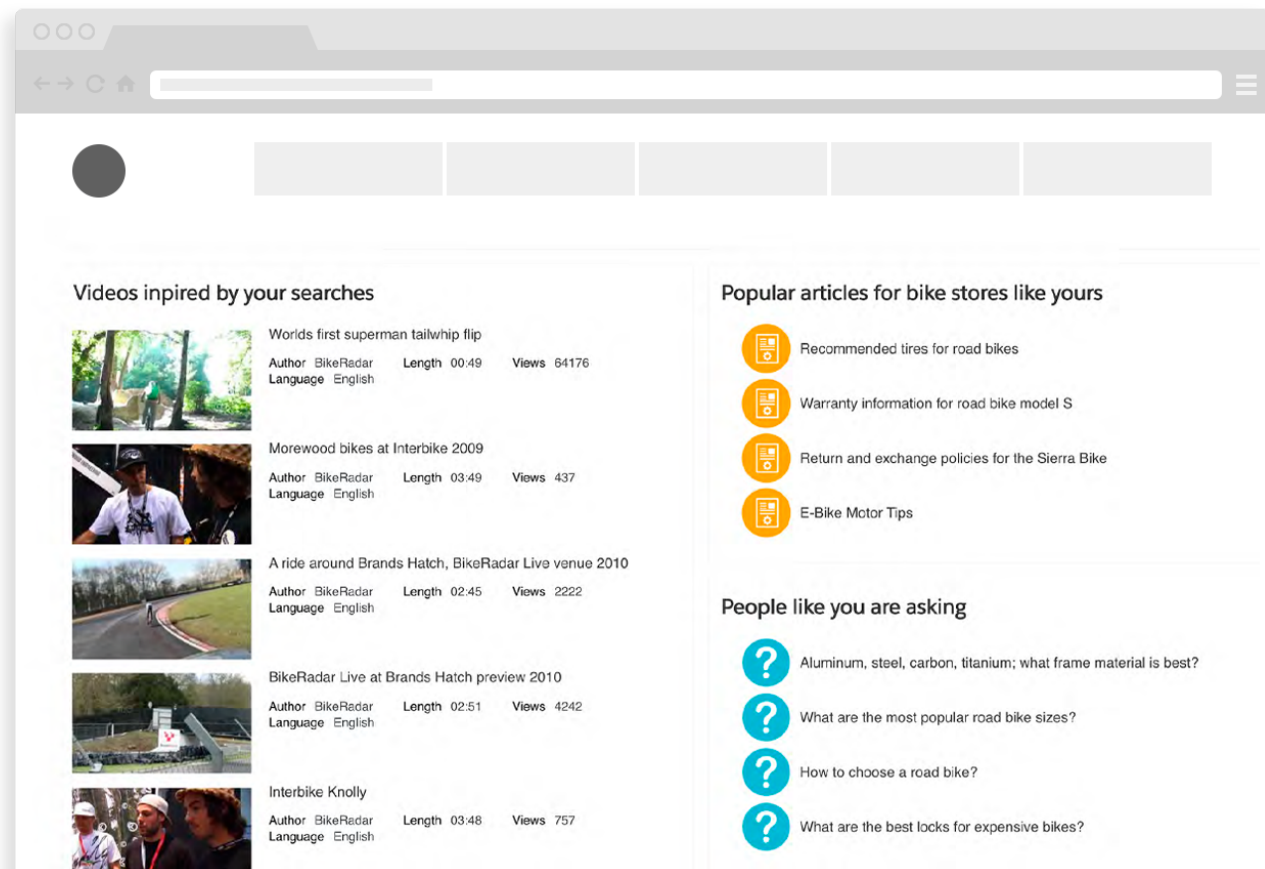 Videos inpired by your searches
Worlds first superman tailwhip flip
Author BikeRadar Length 00:49 Views 64176
Language English
Morewood bikes at Interbike 2009
Author BikeRadar Length 03:49 Views 437
Language English
A ride around Brands Hatch, BikeRadar Live venue 2010
Author BikeRadar Length 02:45 Views 2222
Language English
BikeRadar Live at Brands Hatch preview 2010
Author BikeRadar Length 02:51 Views 4242
Language English
Interbike Knolly
Author BikeRadar Length 03:48 Views 757
Language English
Popular articles for bike stores like yours
Recommended tires for road bikes
Warranty information for road bike model S
Return and exchange policies for the Sierra Bike
E-Bike Motor Tips
People like you are asking
? Aluminum, steel, carbon, titanium; what frame material is best?
? What are the most popular road bike sizes?
? How to choose a road bike?
? What are the best locks for expensive bikes?